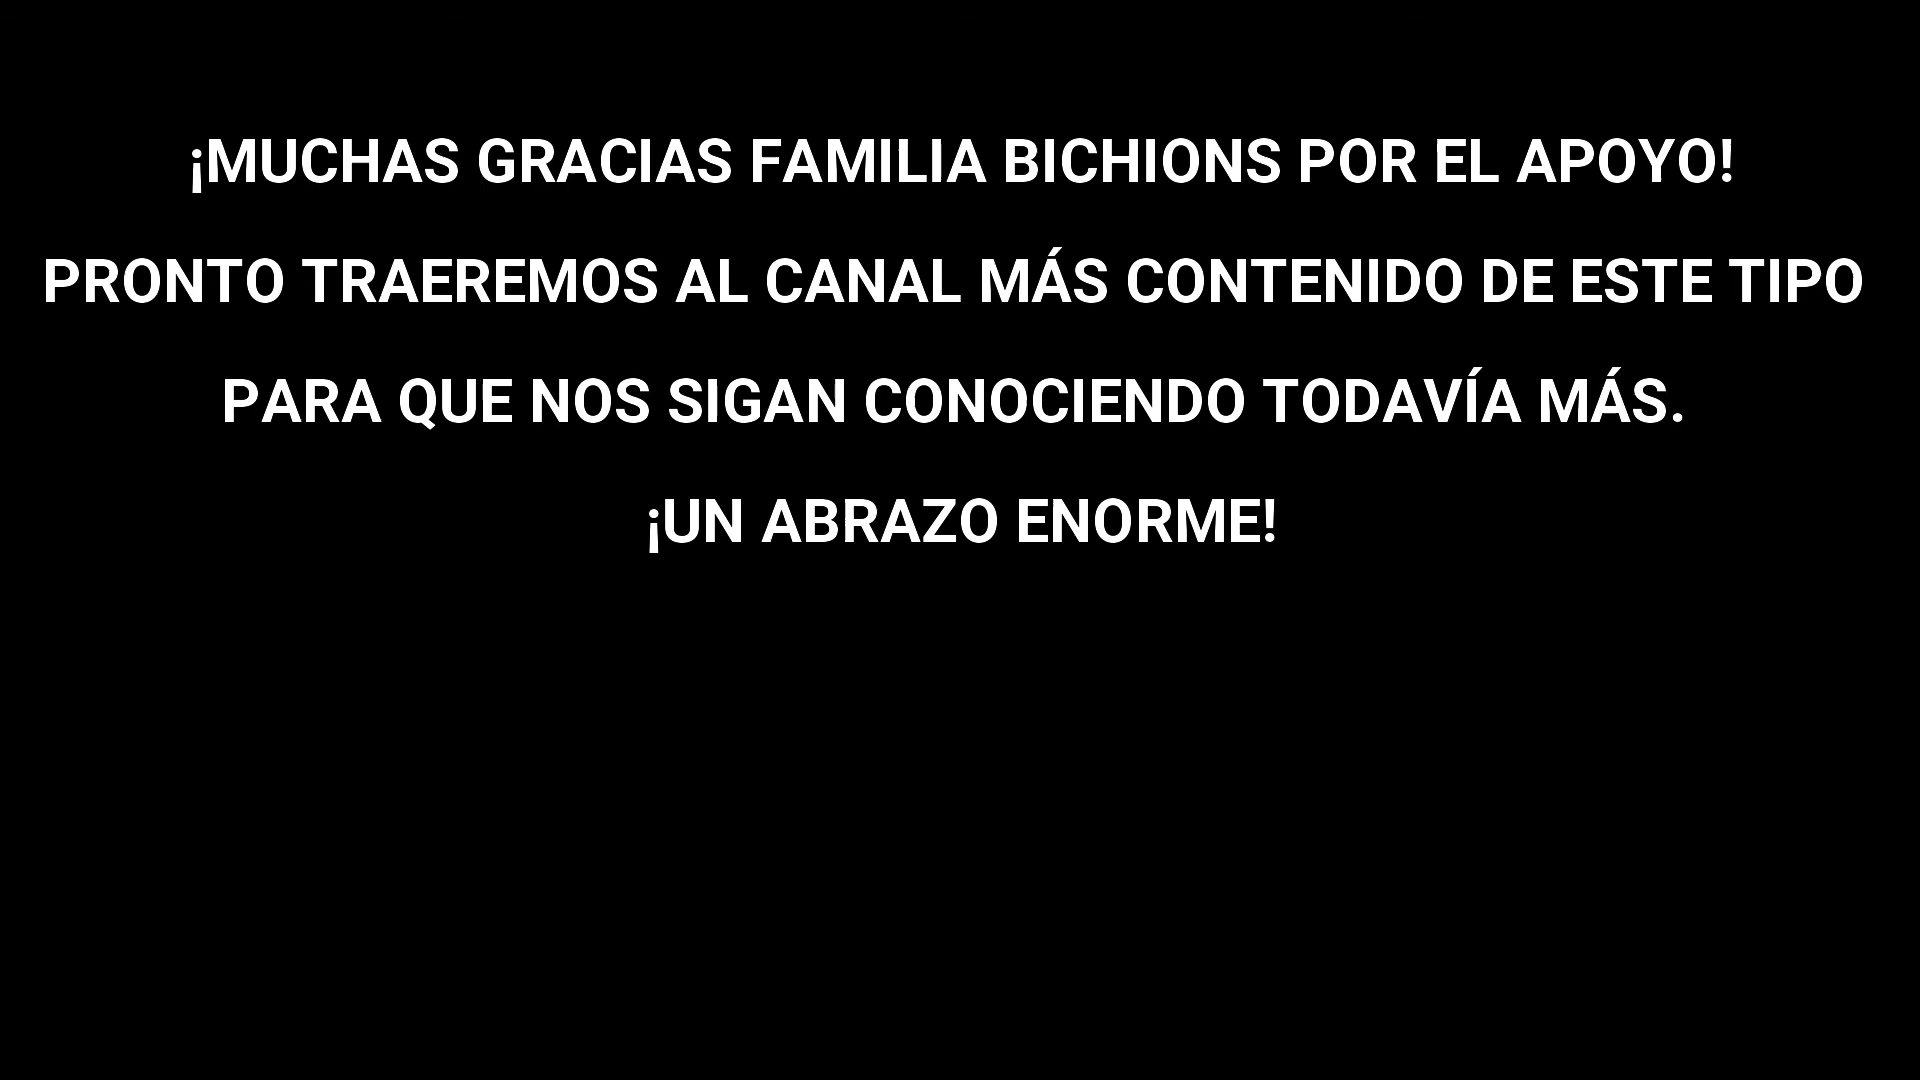 ¡MUCHAS GRACIAS FAMILIA BICHIONS POR EL APOYO!
PRONTO TRAEREMOS AL CANAL MÁS CONTENIDO DE ESTE TIPO
PARA QUE NOS SIGAN CONOCIENDO TODAVÍA MÁS.
¡UN ABRAZO ENORME!